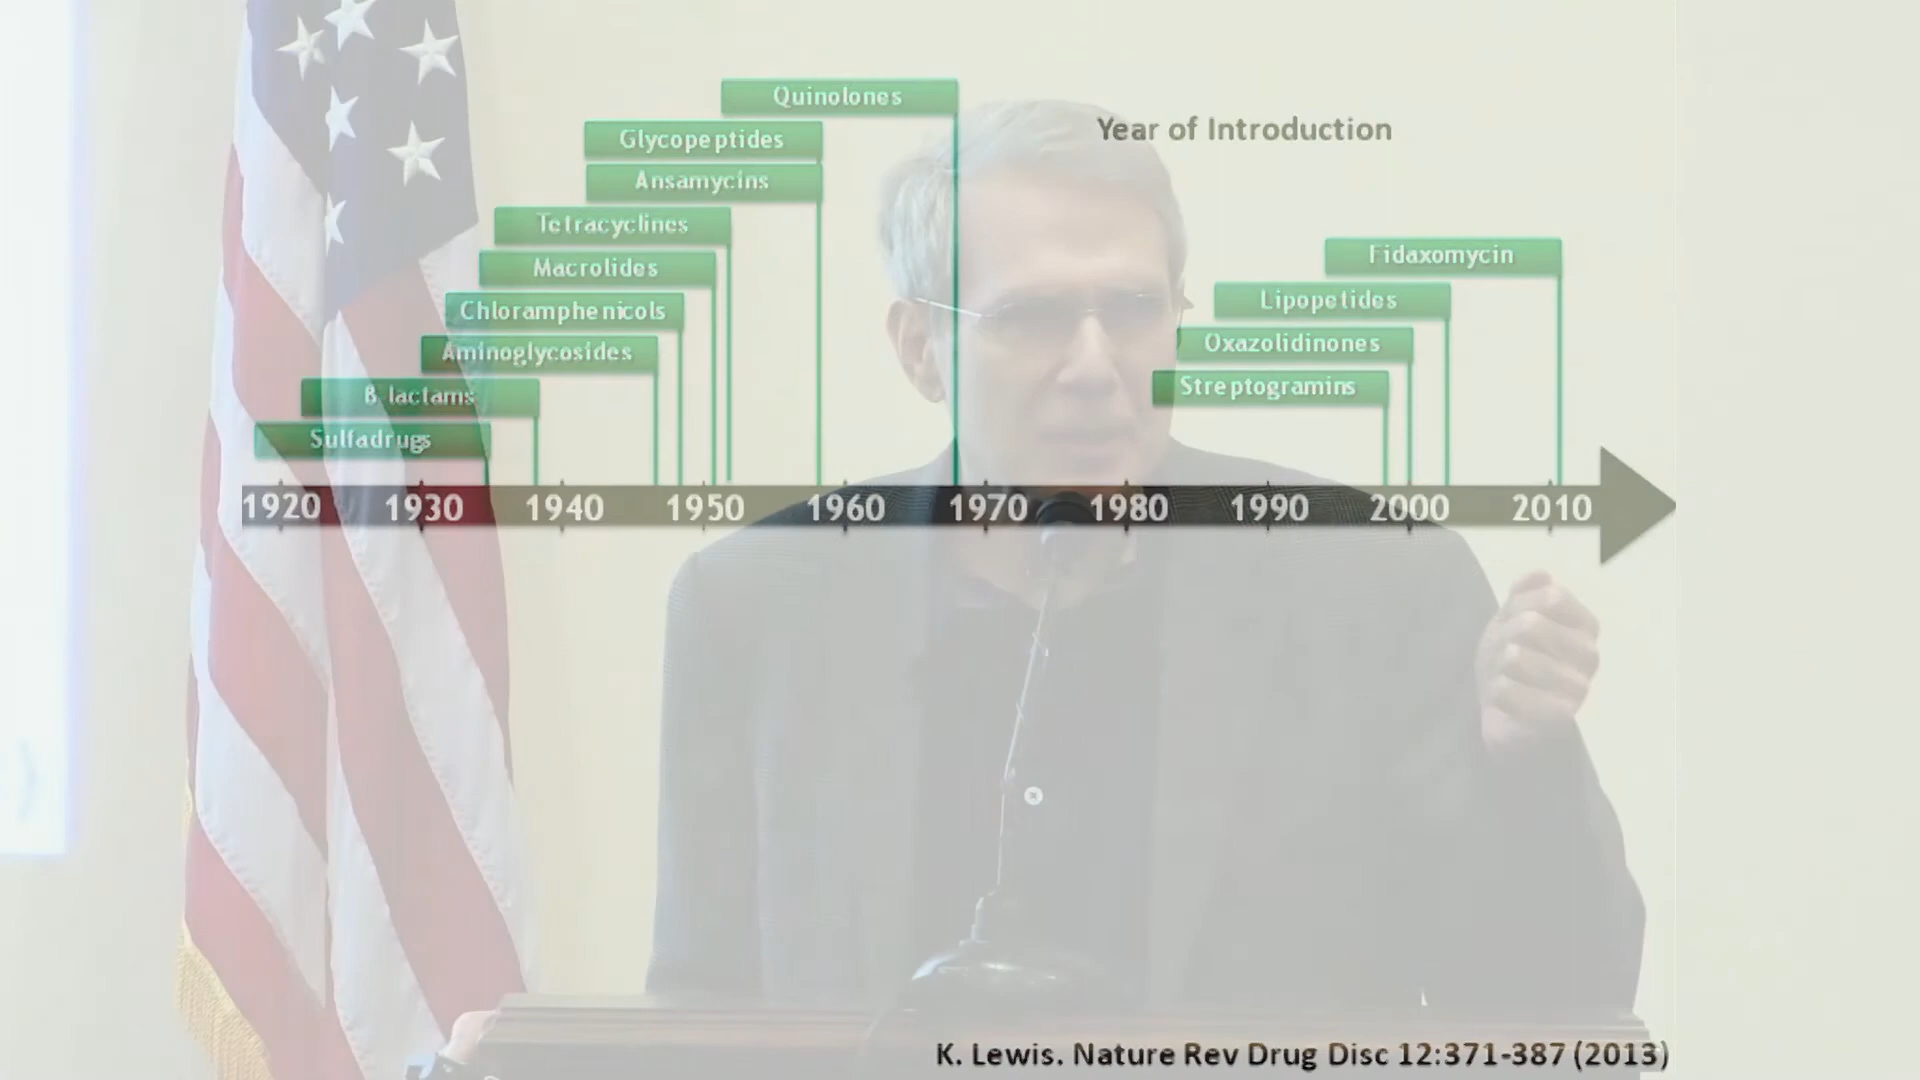 Quinolones
Year of Introduction
Glycopeptides
Ansamycins
Tetracyclines
Fidaxomycin
Macrolides
Lipopetides
Chloramphenicols
Oxazolidinones
Aminoglycosides
Streptogramins
β lactams
Sulfadrugs
1920 1930 1940 1950 1960 1970 1980 1990 2000 2010
K. Lewis. Nature Rev Drug Disc 12:371-387 (2013)